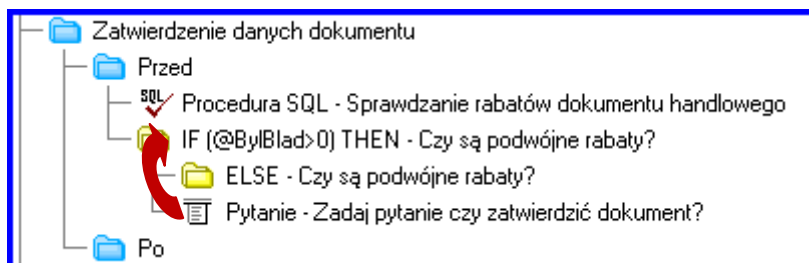 Zatwierdzenie danych dokumentu
Przed
SQL Procedura SQL - Sprawdzanie rabatów dokumentu handlowego
IF (@BylBlad>0) THEN - Czy są podwójne rabaty?
ELSE - Czy są podwójne rabaty?
Pytanie - Zadaj pytanie czy zatwierdzić dokument?
Po